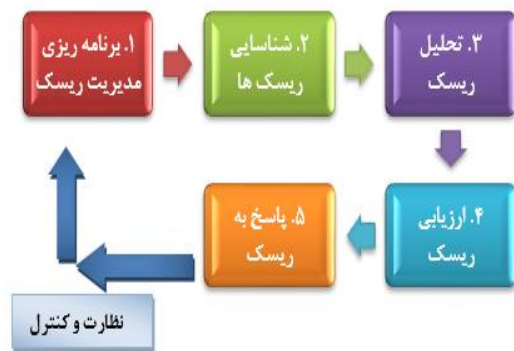 ۱. برنامه ریزی
مدیریت ریسک
۲. شناسایی
ریسک ها
۳. تحلیل
ریسک
۴. ارزیابی
ریسک
۵. پاسخ به
ریسک
نظارت و کنترل